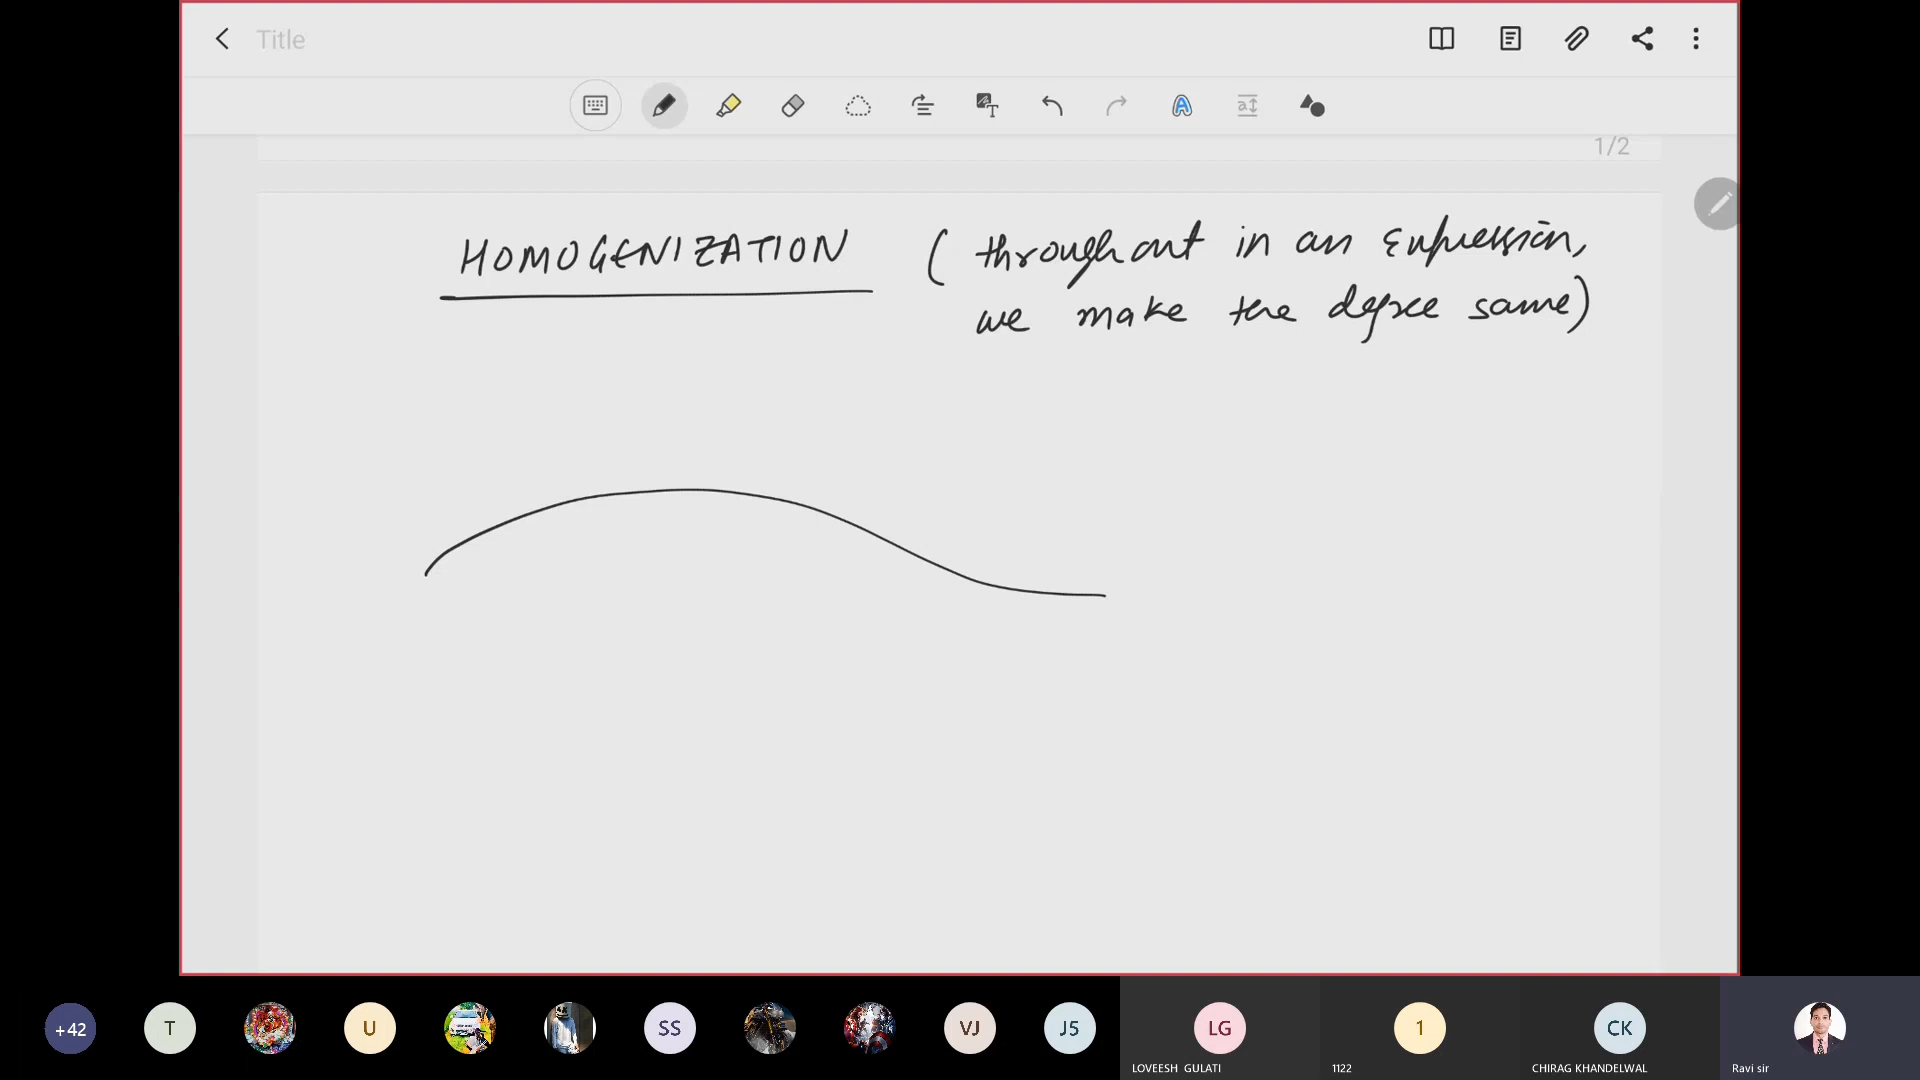 Title
1/2
HOMOGENIZATION ( throughout in an Expression,
we make the degree same)
+42
T
U
SS
VJ
J5
LG
1
CK
LOVEESH GULATI
1122
CHIRAG KHANDELWAL
Ravi sir